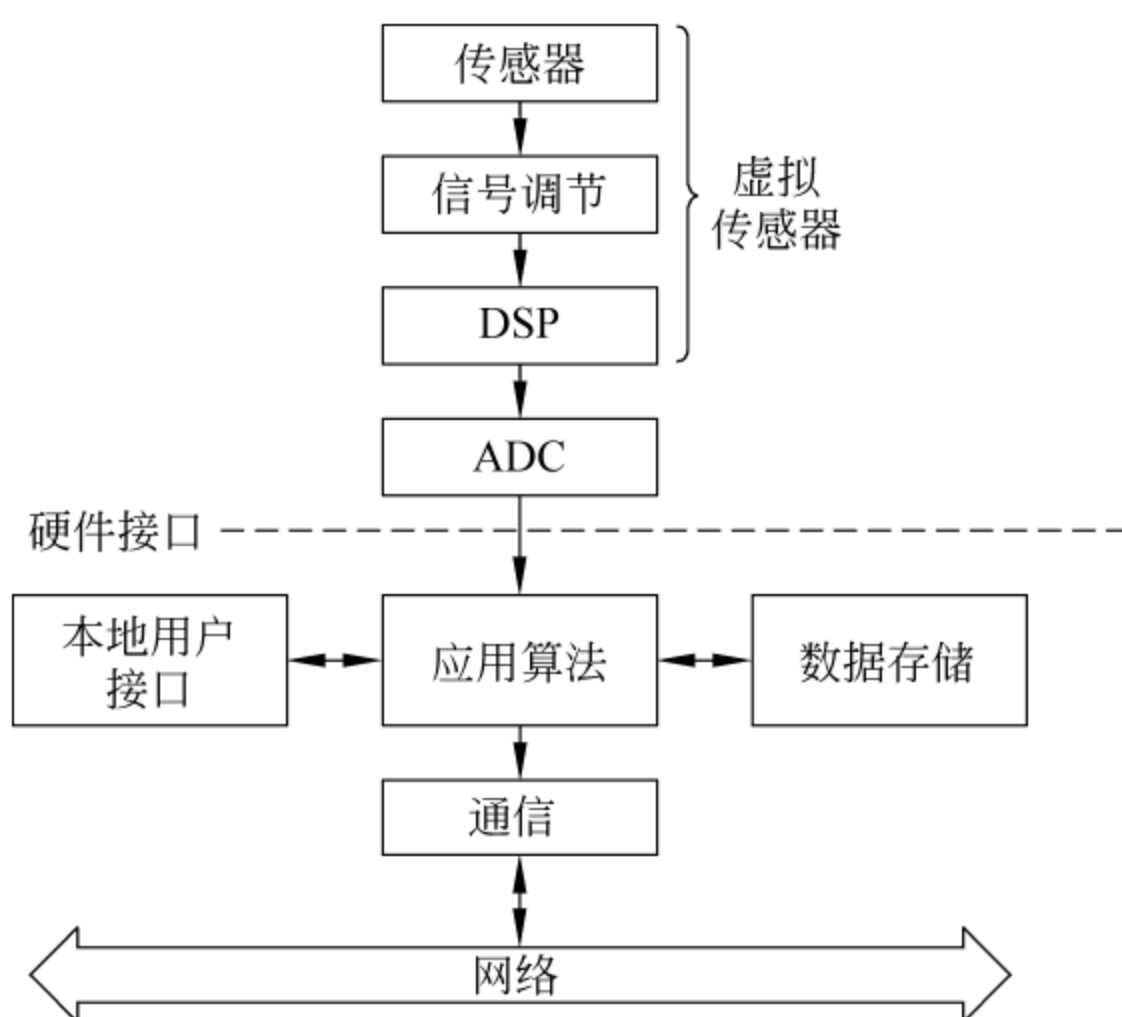 传感器
信号调节
虚拟
传感器
DSP
ADC
硬件接口
本地用户
接口
应用算法
数据存储
通信
网络